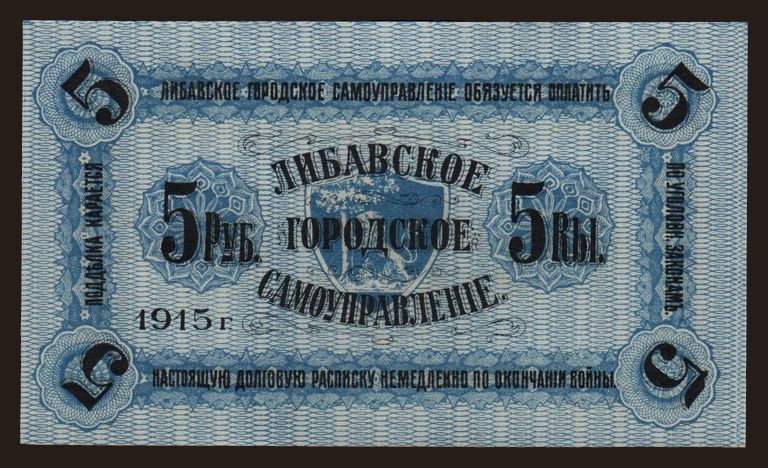 5
5
ЛИБАВСКОЕ ГОРОДСКОЕ САМОУПРАВЛЕНІЕ ОБЯЗУЕТСЯ ОПЛАТИТЬ
ПОДДѢЛКА КАРАЕТСЯ
ЛИБАВСКОЕ
5 РУБ.
ГОРОДСКОЕ
5 Rbl.
САМОУПРАВЛЕНІЕ.
ПО УГОЛОВН. ЗАКОНАМЪ.
1915 г.
НАСТОЯЩУЮ ДОЛГОВУЮ РАСПИСКУ НЕМЕДЛЕННО ПО ОКОНЧАНІИ ВОЙНЫ.
5
5